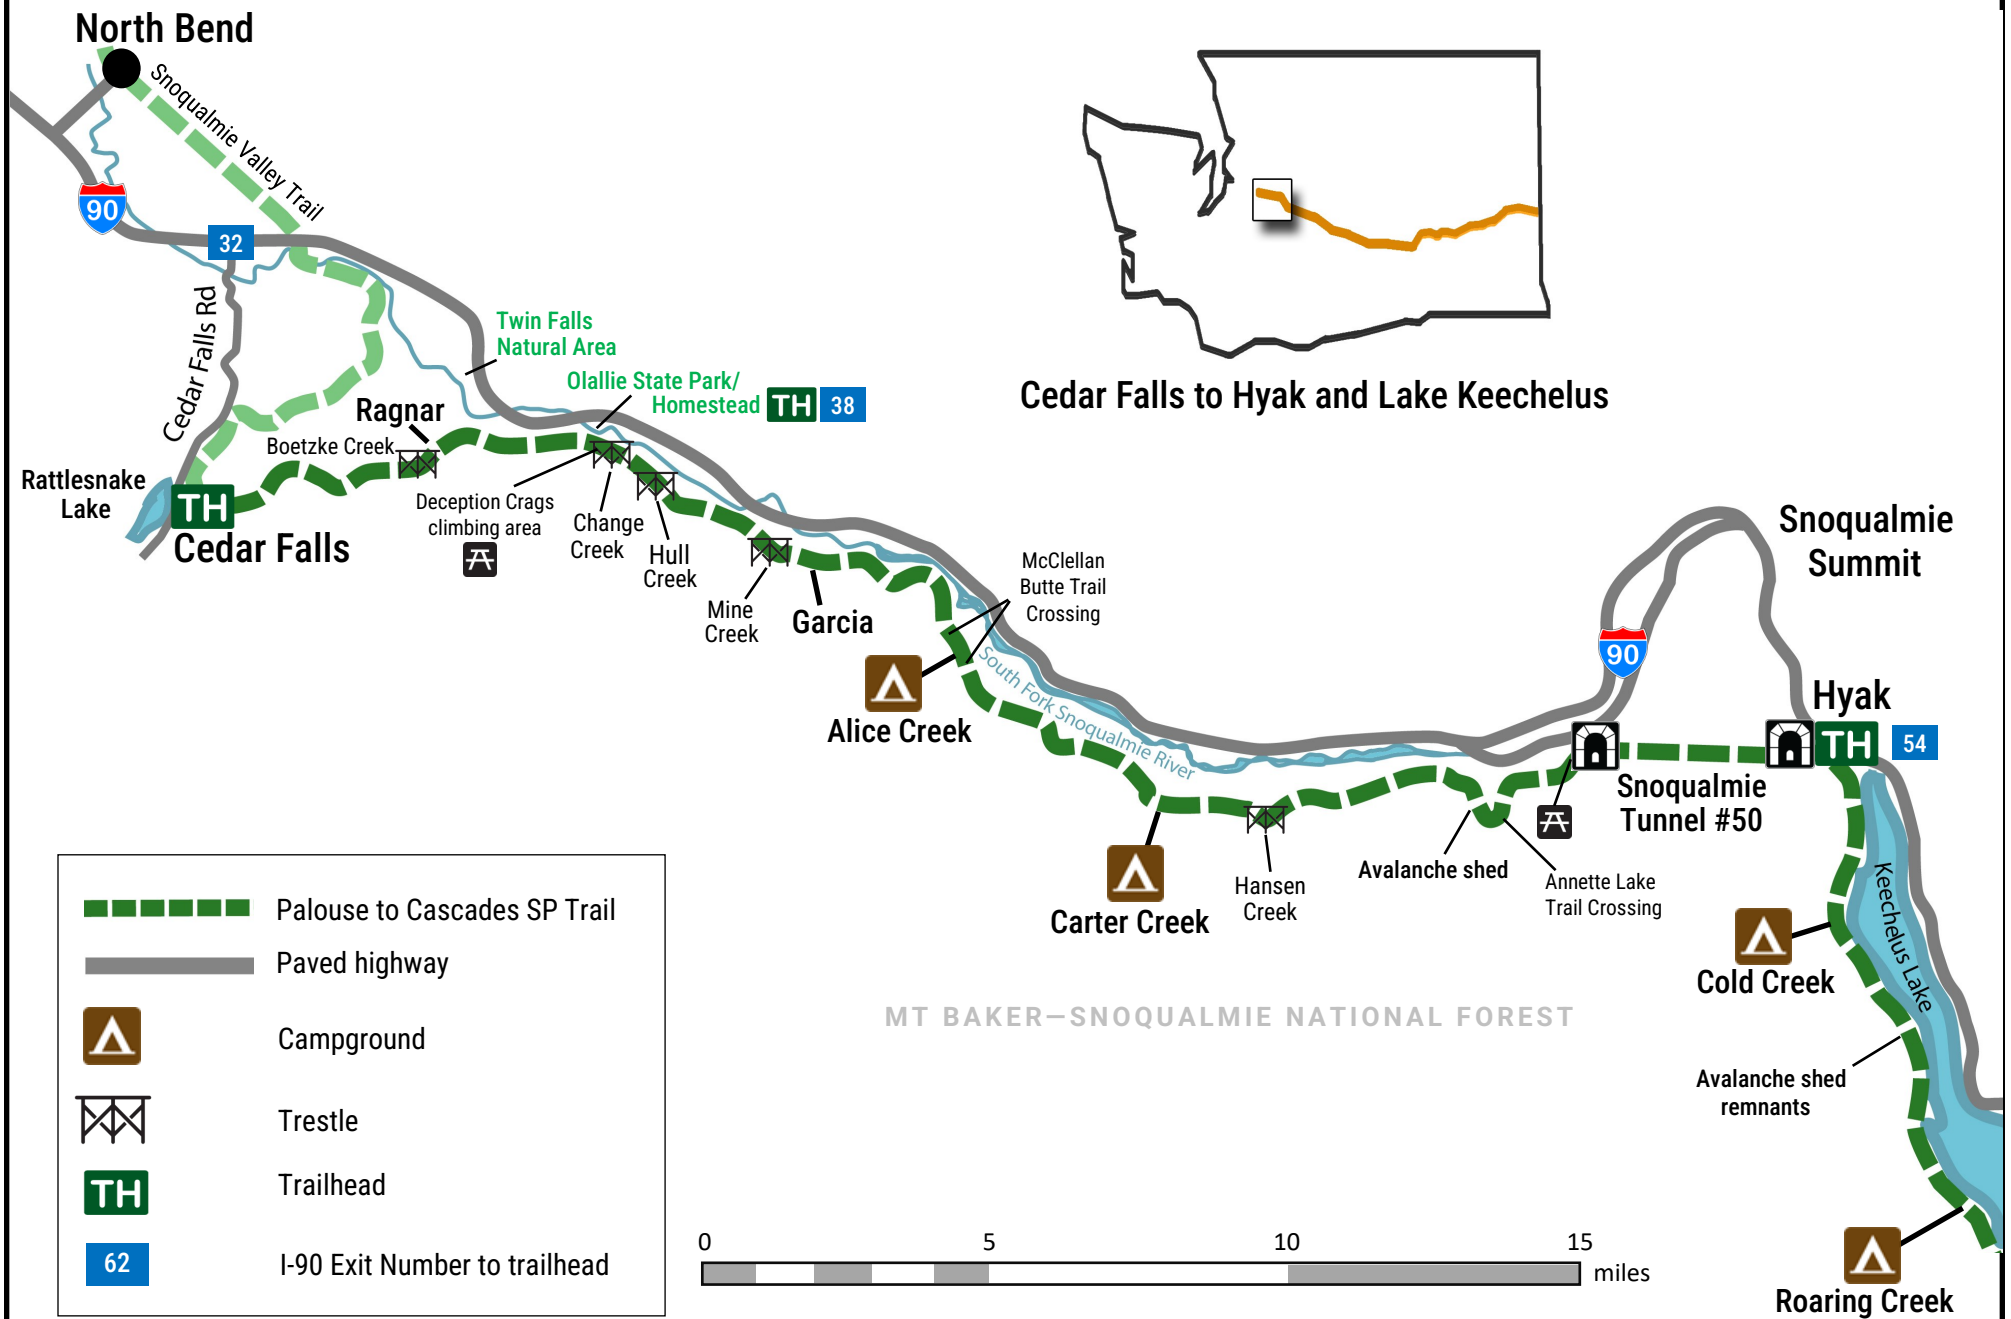 North Bend
Snoqualmie Valley Trail
90
32
Cedar Falls Rd
Twin Falls
Natural Area
Olallie State Park/
Homestead TH 38
Ragnar
Boetzke Creek
Rattlesnake
Lake
TH
Cedar Falls
Deception Crags
climbing area
Change
Creek
Hull
Creek
Mine
Creek
Garcia
McClellan
Butte Trail
Crossing
Alice Creek
South Fork Snoqualmie River
Carter Creek
Hansen
Creek
Avalanche shed
Annette Lake
Trail Crossing
Cedar Falls to Hyak and Lake Keechelus
Snoqualmie
Summit
90
Hyak
TH 54
Snoqualmie
Tunnel #50
Keechelus Lake
Cold Creek
Avalanche shed
remnants
Roaring Creek
MT BAKER—SNOQUALMIE NATIONAL FOREST
Palouse to Cascades SP Trail
Paved highway
Campground
Trestle
TH Trailhead
62 I-90 Exit Number to trailhead
0 5 10 15
miles